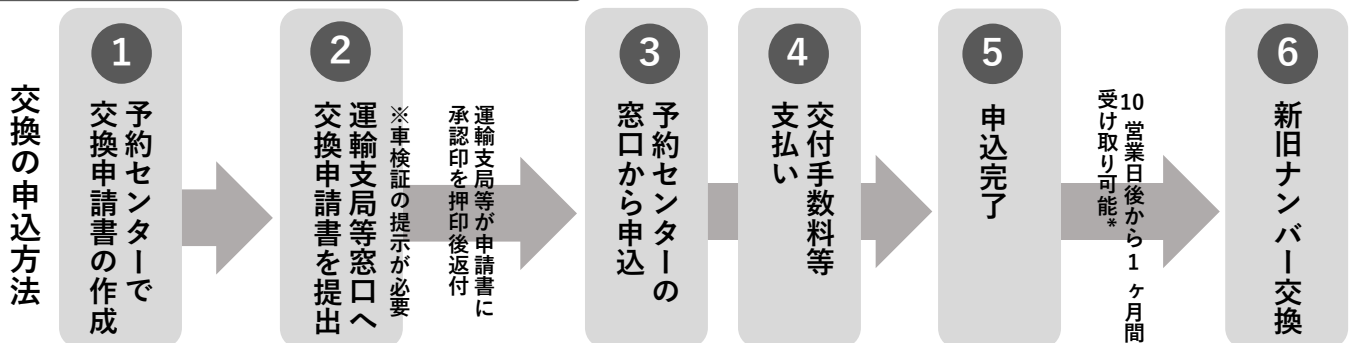 交換の申込方法
1
予約センターで
交換申請書の作成
2
運輸支局等窓口へ
交換申請書を提出
※車検証の提示が必要
運輸支局等が申請書に
承認印を押印後返付
3
予約センターの
窓口から申込
4
交付手数料等
支払い
5
申込完了
10 営業日後から1 ヶ月間
受け取り可能*
6
新旧ナンバー交換